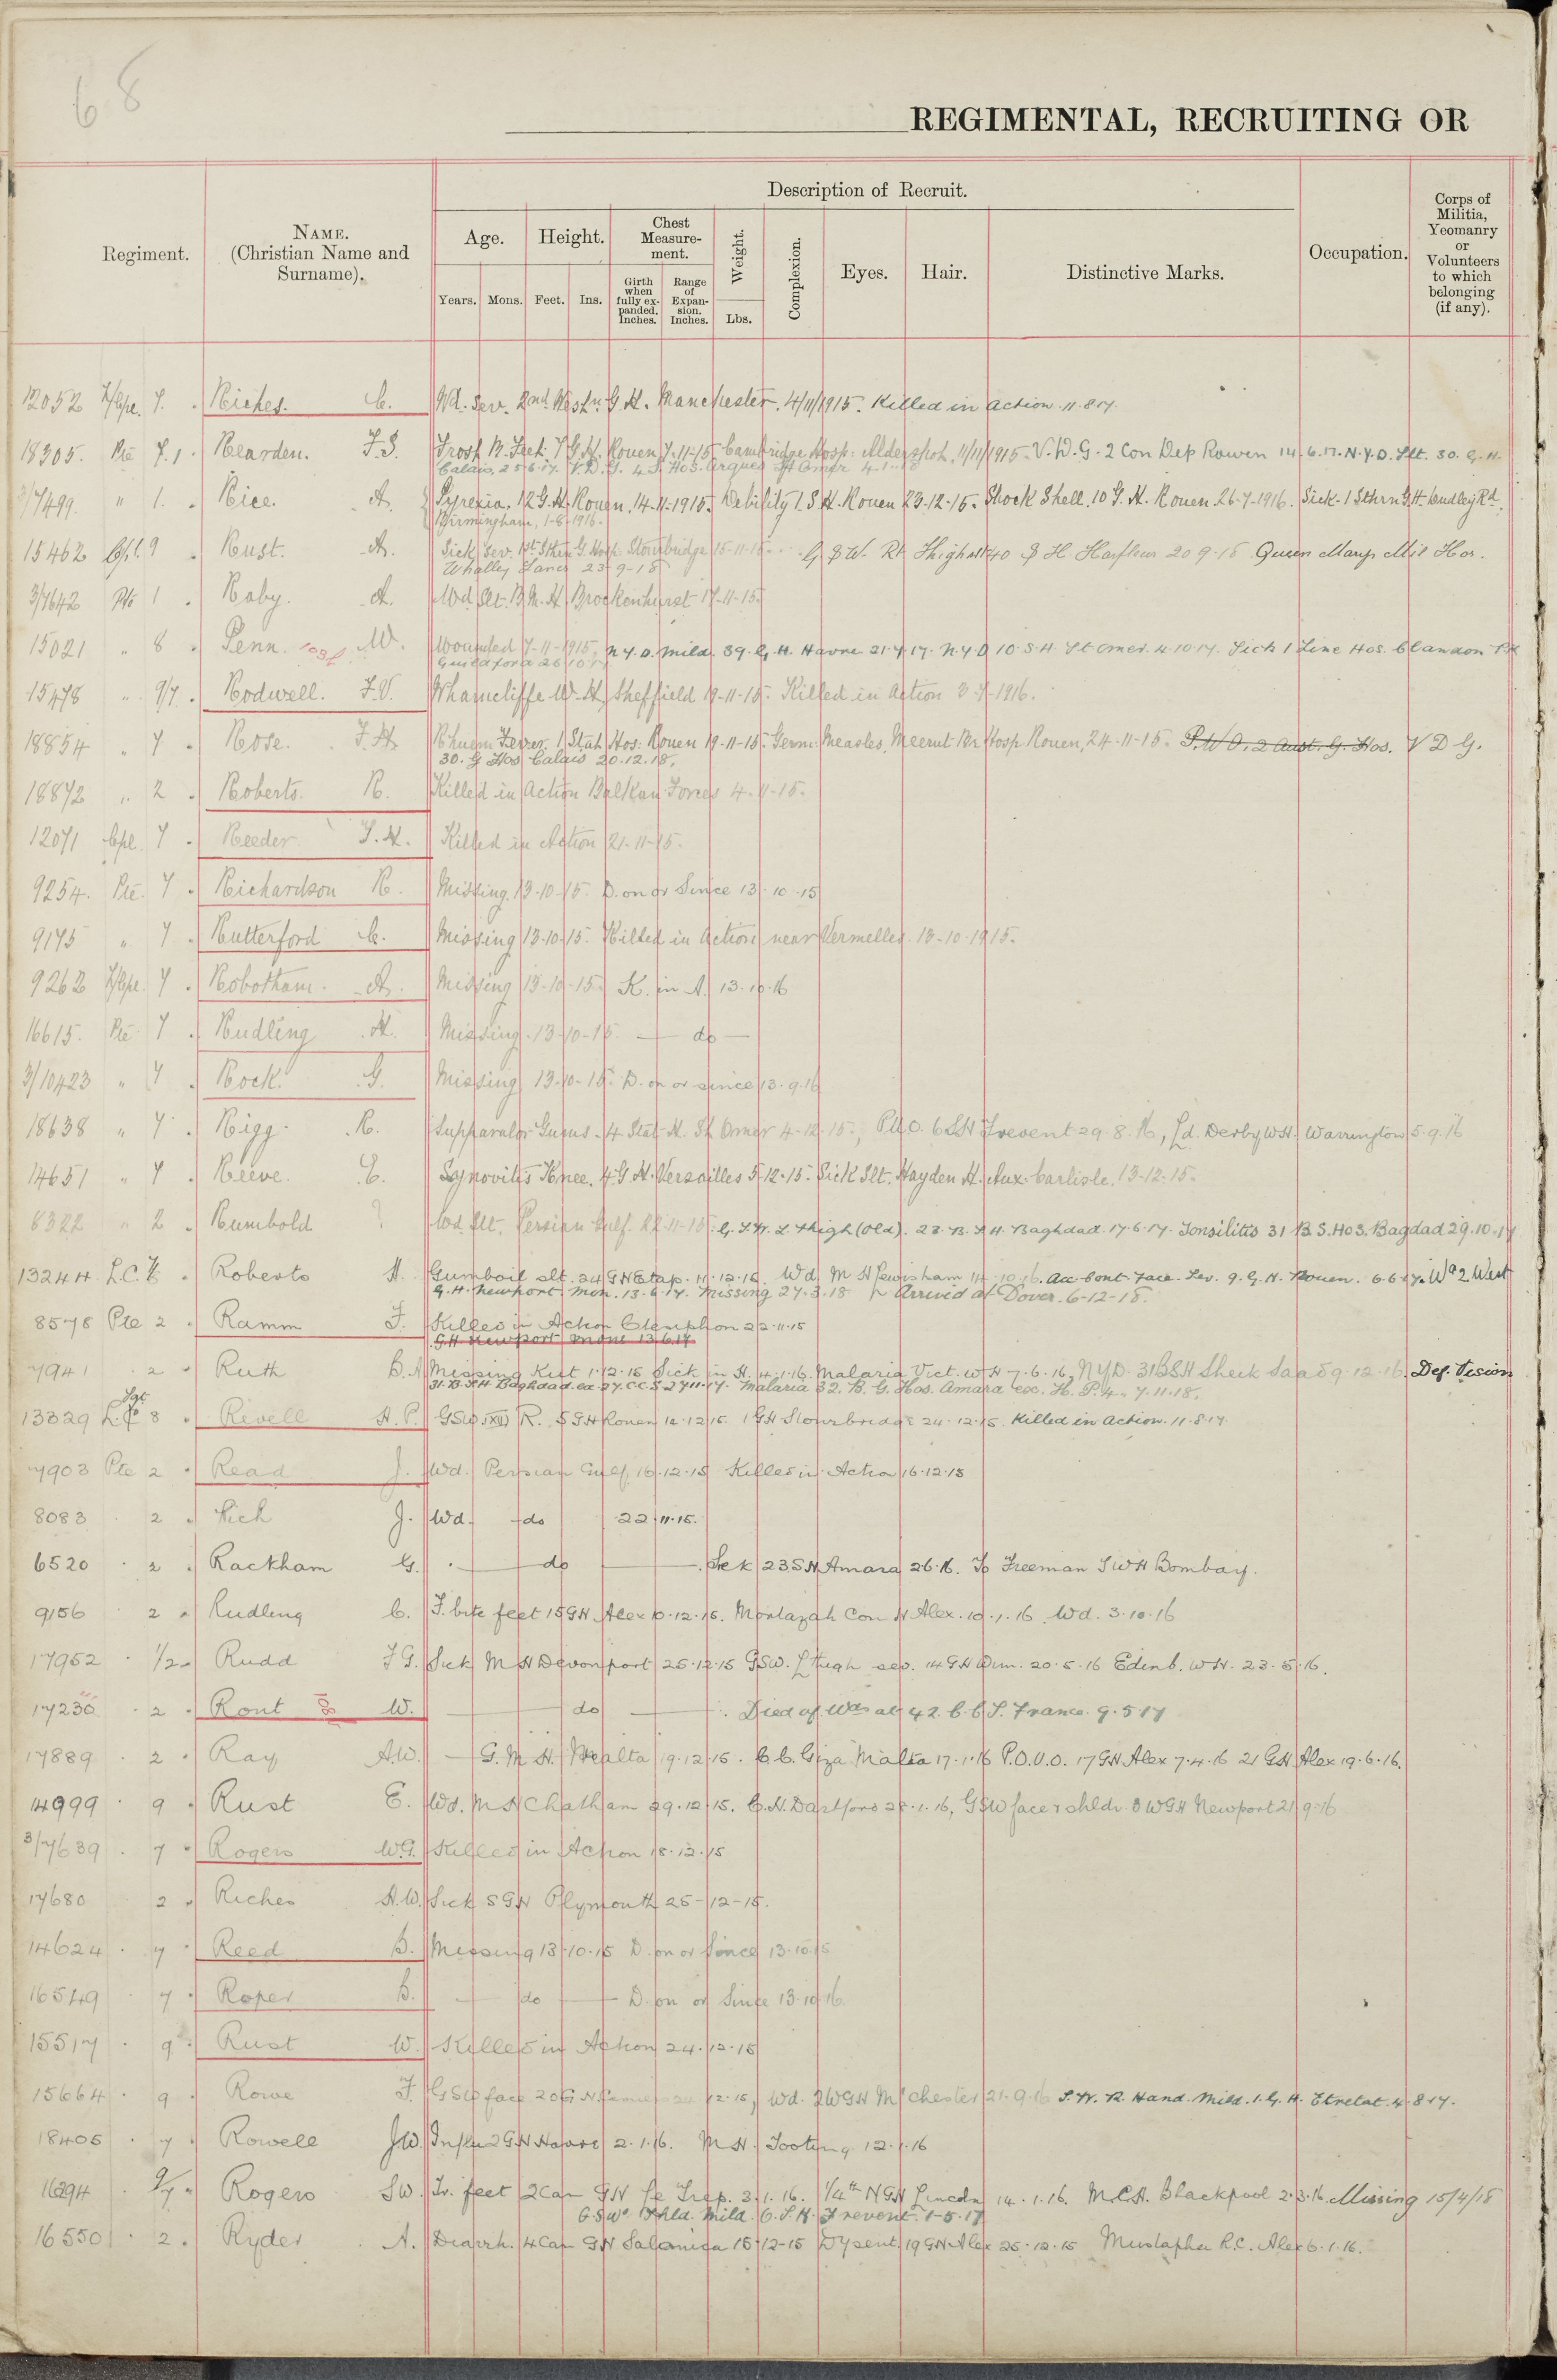 68
REGIMENTAL, RECRUITING OR
Regiment.
NAME.
(Christian Name and
Surname).
Description of Recruit.
Age.
Height.
Chest
Measure-
ment.
Weight.
Complexion.
Eyes.
Hair.
Distinctive Marks.
Occupation.
Corps of
Militia,
Yeomanry
or
Volunteers
to which
belonging
(if any).
Years.
Mons.
Feet.
Ins.
Girth
when
fully ex-
panded.
Inches.
Range
of
Expan-
sion.
Inches.
Lbs.
12052 L/Cpl. 7. Riches. C. Wd. Sev. 2nd Westn G.H. Manchester. 4/11/1915. Killed in action. 11.8.17.
18305. Pte 7.1 Rearden. J.S. Frost B. Feet. 7 G.H. Rouen 7-11-15 Cambridge Hosp. Aldershot. 11/11/1915. V.D.G. 2 Con Dep Rouen 14.6.17. N.Y.D. Slt. 30. G.H.
Calais. 25.6.17. V.D.G. 4 S. Hos. Arques St Omer 4.1.
3/7499. " 1. Rice. A. Pyrexia. 12 G.H. Rouen. 14-11-1915. Debility 1. S.H. Rouen 23-12-15. Shock Shell. 10 G.H. Rouen. 26-7-1916. Sick. 1 Sthrn G.H. Dudley Rd.
Birmingham, 1-8-1916.
15462 Cpl. 9 Rust. A. Sick Sev. 1st Sthn G Hosp. Stourbridge 15-11-15. G S W. Rt Thigh 40 S H. Harfleur 20 9.18 Queen Marys Mil Hos.
Whalley Lancs 23-9-18
3/7642 Pte 1 Raby. A. Wd. Slt. B.M.H. Brockenhurst 17-11-15.
15021 " 8 Penn. W. Wounded 7-11-1915. N.Y.D. Mild. 39. G.H. Havre. 21.7.17. N.Y.D 10. S.H. St Omer. 4.10.17. Sick 1 Line Hos. Clandon Pk
Guildford 26.10.17
15478 " 9/7. Rodwell. F.V. Wharncliffe W.H. Sheffield 19-11-15. Killed in Action 3-7-1916.
18854 " 7 Rose. F.H. Rhuem Fever. 1 Stat. Hos: Rouen 19-11-15. Germ. Measles, Meerut Br. Hosp. Rouen, 24-11-15. P.W O. 2 Aust. G. Hos. V D G.
30. G Hos Calais 20.12.18.
18872 " 2 Roberts. R. Killed in Action Balkan Forces 4-11-15.
12071 Cpl. 7 Reeder J.H. Killed in Action 21-11-15.
9254. Pte. 7 Richardson R. Missing 13-10-15. D. on or Since 13.10.15
9175 " 7 Rutterford C. Missing 13-10-15. Killed in Action near Vermelles. 13-10-1915.
9262 L/Cpl. 7 Robotham. A. Missing 13-10-15. K. in A. 13.10.16
16615. Pte 7 Rudling H. Missing. 13-10-15. — do —
3/10423 " 7 Rock. G. Missing 13-10-15. D. on or since 13.9.16
18638 " 7 Rigg. R. 4 Stat. H. St Omer 4-12-15., P.U.O. 6 S.H Frevent 29.8.16, Ld. Derby W.H. Warrington 5.9.16
14651 " 7 Reeve. C. Synovitis Knee. 4 G.H. Versailles 5-12-15. Sick Slt. Hayden H. Aux. Carlisle. 13-12-15.
8322 " 2 Rumbold ? Wd. Slt. Persian Gulf. 22-11-15. G.S.W. L Thigh (Old). 23. B.S.H. Baghdad. 17.6.17. Tonsilitis 31 B.S. Hos. Bagdad 29.10.17
13244 L.C. Roberts H. Gumboil slt. 24 G H Etap. 11.12.15. Wd. M H Lewisham 14.10.16. Acc. Cont. Face. Sev. 9. G.H. Rouen. 6.6.17. Wd 2 West
G.H. Newport. Mon. 13.6.17. Missing 27.3.18 Arrived at Dover. 6-12-18.
8578 Pte 2 Ramm J. Killed in Action Ctesiphon 22.11.15
G.H. Newport Mon. 13.6.17
7941 2 Ruth B.A Missing Kut 1.12.15 Sick in H. 4.1.16. Malaria Vict. W H 7.6.16, N Y D. 31 B S H Sheik Saad 9.12.16. Def. Vision
31. B.S.H Baghdad. 27. C.C.S 27.11.17. Malaria 32. B. G. Hos. Amara 7.11.18.
13329 Sgt. 8 Revell H.P. GSW R. 5 G H Rouen 12.12.15 1 G H Stourbridge 24.12.15. Killed in Action. 11.8.17.
7903 Pte 2 Read J. Wd. Persian Gulf. 16.12.15 Killed in Action 16.12.15
8083 2 Rich J. Wd. do 22.11.15.
6520 2 Rackham G. do Sick 23 S H Amara 26.16. To Freeman T W H Bombay.
9156 2 Rudling C. F. bite feet 15 G H Alex 10.12.15. Montazah Con H Alex. 10.1.16. Wd. 3.10.16
17952 1/2 Rudd J G. Sick M H Devonport 25.12.15 GSW. L thigh sev. 14 G H Wim. 20.5.16 Edinb. W H. 23.5.16.
17230 2 Ront W. do Died of Wds at 42. C.C.S. France. 9.5.17
17889 2 Ray A.W. G. M H. Malta 19.12.15. C.C. Giza Malta 17.1.16 P.O.U.O. 17 G H Alex 7.4.16 21 G H Alex 19.6.16.
14999 9 Rust E. Wd. M H Chatham 29.12.15. C.H. Dartford 28.1.16, GSW face & shldr. 3 W G H Newport 21.9.16
3/7639 7 Rogers W.G. Killed in Action 18.12.15
17680 2 Riches A.W. Sick S G H Plymouth 25-12-15.
14624 7 Reed B. Missing 13.10.15 D. on or Since 13.10.15
16549 7 Roper B. — do — D. on or Since 13.10.16.
15517 9 Rust W. Killed in Action 24.12.15
15664 9 Rowe F. GSW face 20 G H Camiers 12.15, Wd. 2 W G H M'chester 21.9.16 S.W. R. Hand. Mild. 1. G.H. Etretat. 4.8.17.
18405 7 Rowell J.W. Influ 2 G H Havre 2.1.16. M H. Tooting 12.1.16
16294 9/7 Rogers S W. Tr. feet 2 Can G H Le Trep. 3.1.16. 1/4th N G H Lincoln 14.1.16. M.C.H. Blackpool 2.3.16. Missing 15/4/18
G.S.W. Shld. Mild. 6. S.H. Frevent. 1-5-17
16550 2 Ryder A. Diarrh. 4 Can G H Salonica 15-12-15 Dysent. 19 G H Alex 25.12.15 Mustapha R.C. Alex 6.1.16.